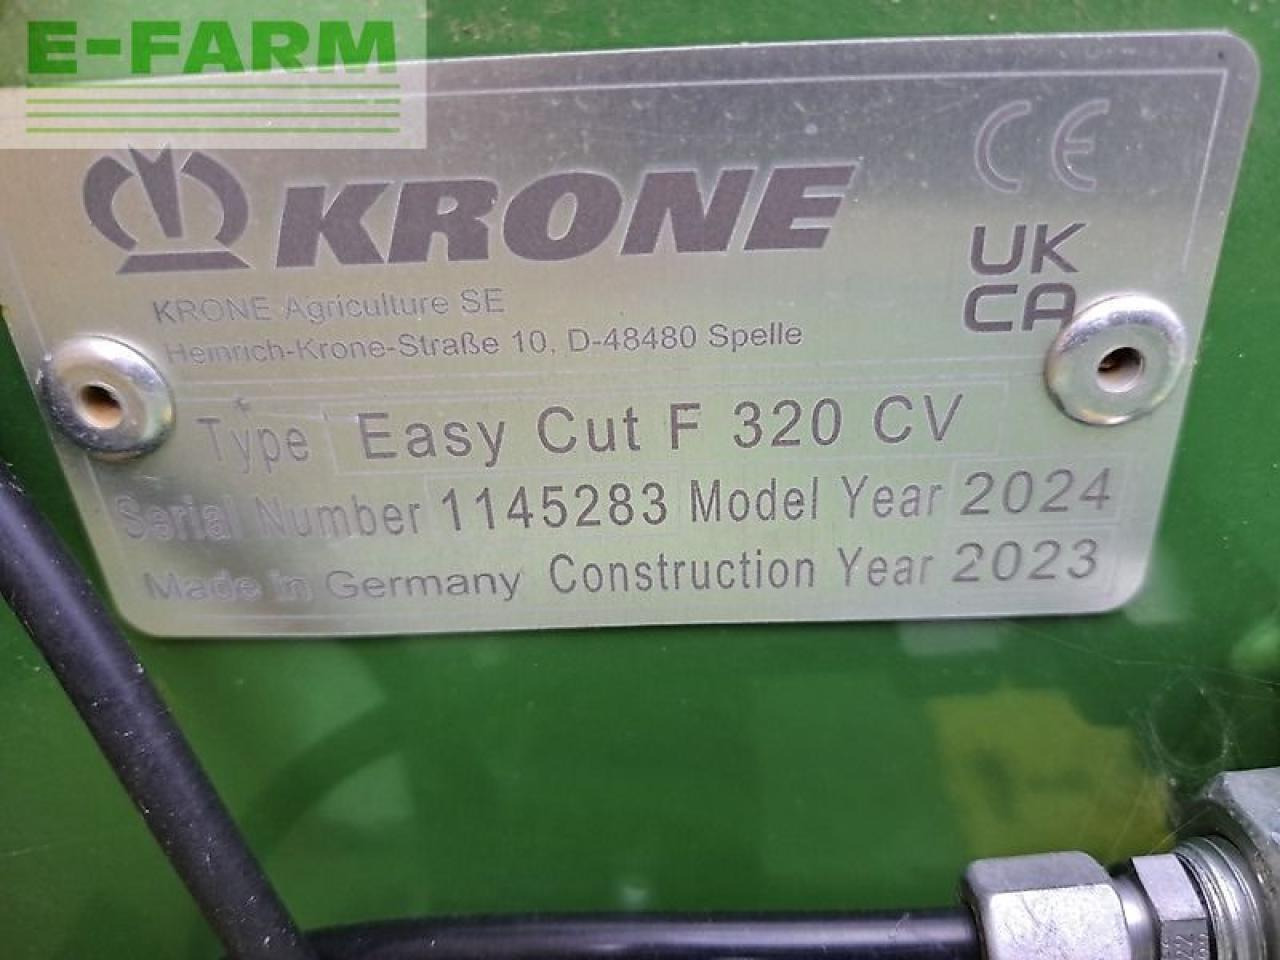 E-FARM
KRONE
CE
UK
CA
KRONE Agriculture SE
Heinrich-Krone-Straße 10, D-48480 Spelle
Type Easy Cut F 320 CV
Serial Number 1145283 Model Year 2024
Made in Germany Construction Year 2023